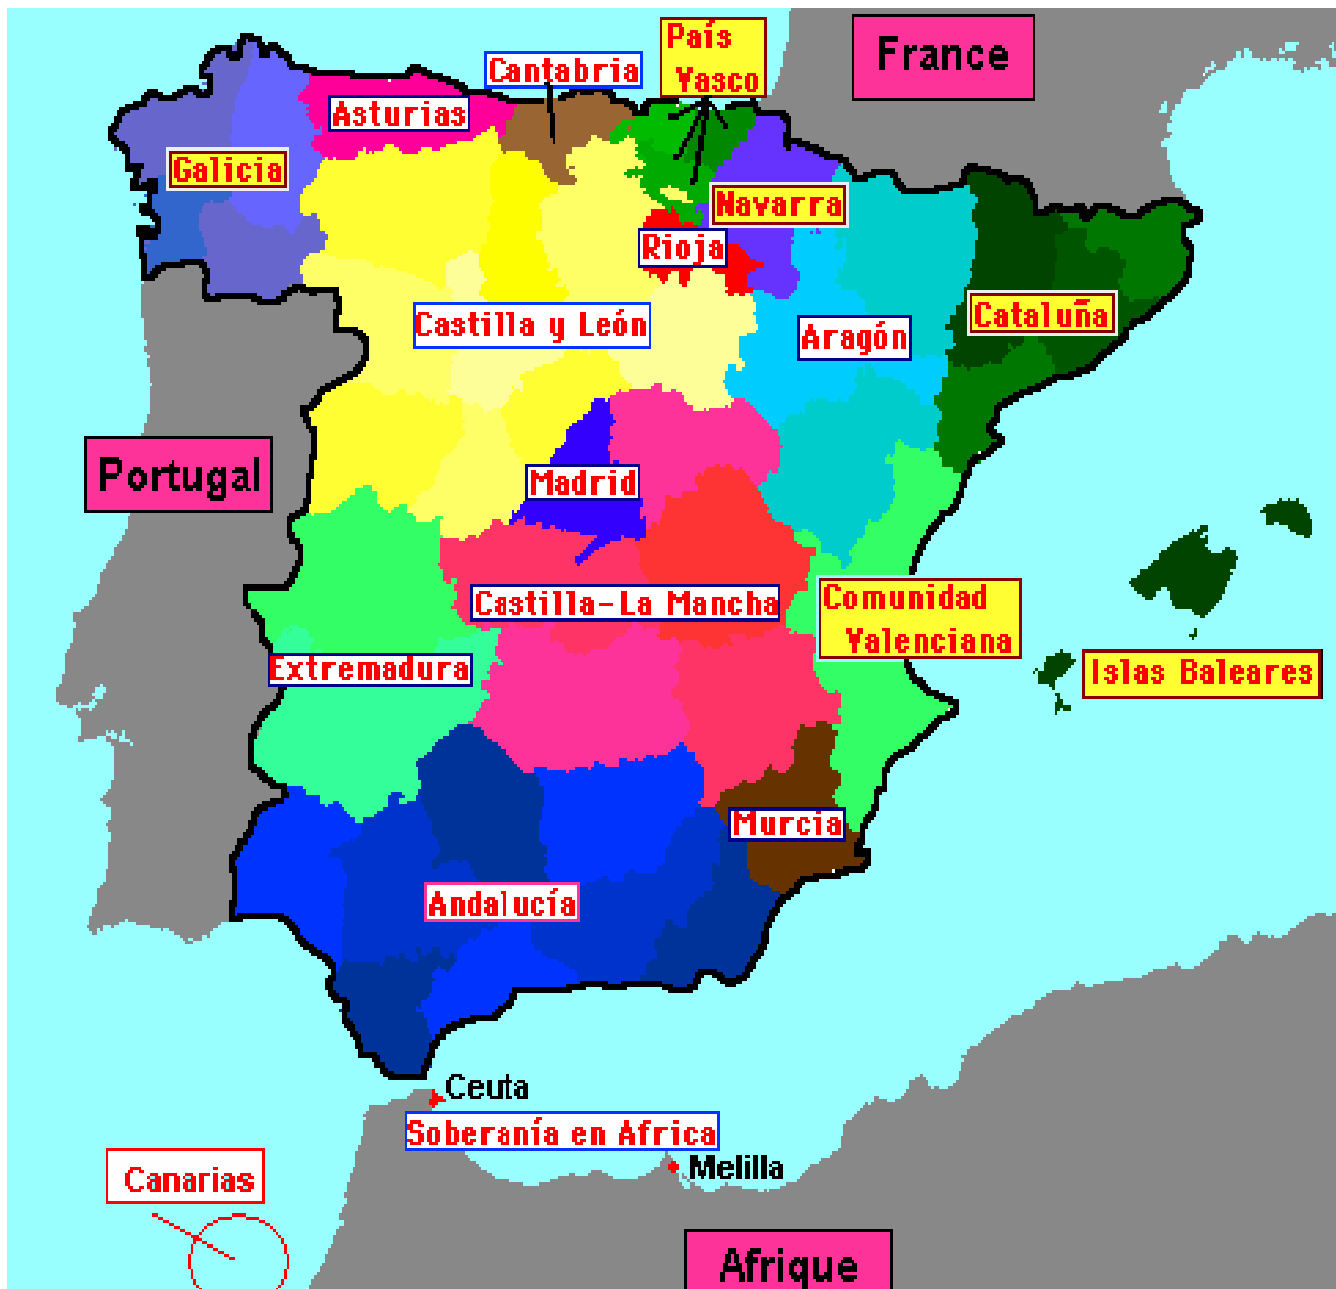 País
Vasco
France
Cantabria
Asturias
Galicia
Navarra
Rioja
Cataluña
Castilla y León
Aragón
Portugal
Madrid
Castilla-La Mancha
Comunidad
Valenciana
Extremadura
Islas Baleares
Murcia
Andalucía
Ceuta
Soberanía en Africa
Melilla
Canarias
Afrique